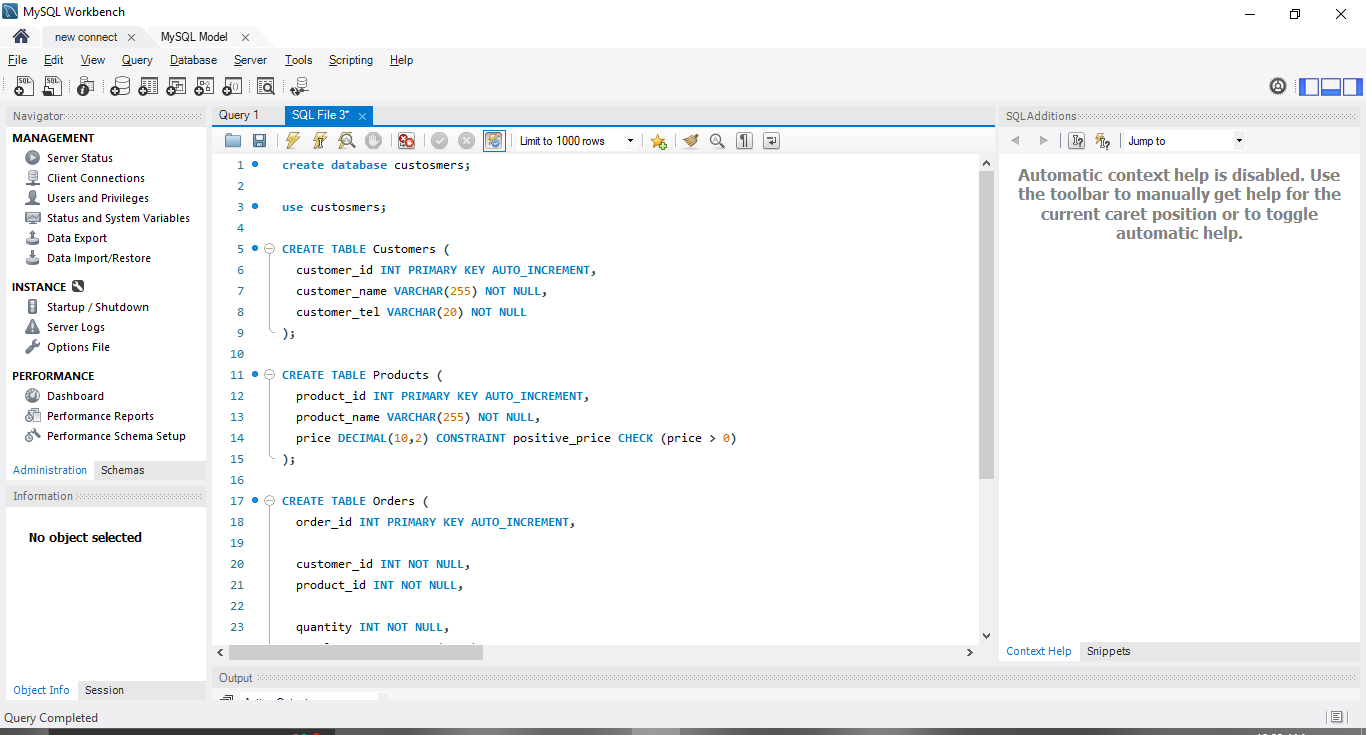 MySQL Workbench
new connect
MySQL Model
File Edit View Query Database Server Tools Scripting Help
Navigator
MANAGEMENT
Server Status
Client Connections
Users and Privileges
Status and System Variables
Data Export
Data Import/Restore
INSTANCE
Startup / Shutdown
Server Logs
Options File
PERFORMANCE
Dashboard
Performance Reports
Performance Schema Setup
Administration Schemas
Information
No object selected
Object Info Session
Query 1 SQL File 3*
Limit to 1000 rows
1 create database custosmers;
2
3 use custosmers;
4
5 CREATE TABLE Customers (
6 customer_id INT PRIMARY KEY AUTO_INCREMENT,
7 customer_name VARCHAR(255) NOT NULL,
8 customer_tel VARCHAR(20) NOT NULL
9 );
10
11 CREATE TABLE Products (
12 product_id INT PRIMARY KEY AUTO_INCREMENT,
13 product_name VARCHAR(255) NOT NULL,
14 price DECIMAL(10,2) CONSTRAINT positive_price CHECK (price > 0)
15 );
16
17 CREATE TABLE Orders (
18 order_id INT PRIMARY KEY AUTO_INCREMENT,
19
20 customer_id INT NOT NULL,
21 product_id INT NOT NULL,
22
23 quantity INT NOT NULL,
Output
SQLAdditions
Jump to
Automatic context help is disabled. Use
the toolbar to manually get help for the
current caret position or to toggle
automatic help.
Context Help Snippets
Query Completed